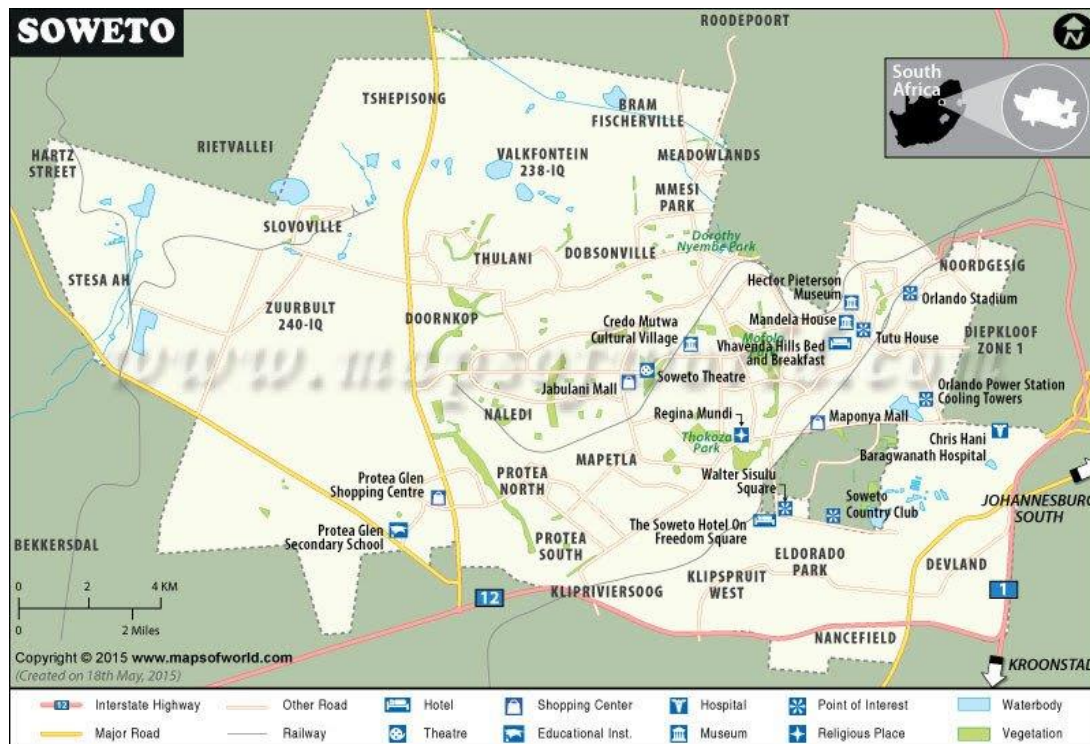 SOWETO
ROODEPOORT
N
South
Africa
TSHEPISONG
BRAM
FISCHERVILLE
HARTZ
STREET
RIETVALLEI
VALKFONTEIN
238-IQ
MEADOWLANDS
MMESI
PARK
SLOVOVILLE
Dorothy
Nyembe Park
DOBSONVILLE
THULANI
NOORDGESIG
STESA AH
Hector Pieterson
Museum
Orlando Stadium
ZUURBULT
240-IQ
DOORNKOP
Credo Mutwa
Cultural Village
Mandela House
Tutu House
DIEPKLOOF
ZONE 1
Mofolo
Vhavenda Hills Bed
and Breakfast
Soweto Theatre
Jabulani Mall
Orlando Power Station
Cooling Towers
NALEDI
Regina Mundi
Maponya Mall
Thokoza
Park
Chris Hani
Baragwanath Hospital
MAPETLA
PROTEA
NORTH
Walter Sisulu
Square
Protea Glen
Shopping Centre
Soweto
Country Club
JOHANNESBURG
SOUTH
Protea Glen
Secondary School
The Soweto Hotel On
Freedom Square
BEKKERSDAL
PROTEA
SOUTH
ELDORADO
PARK
DEVLAND
KLIPSPRUIT
WEST
0 2 4 KM
0 2 Miles
12
KLIPRIVIERSOOG
1
NANCEFIELD
Copyright © 2015 www.mapsofworld.com
(Created on 18th May, 2015)
KROONSTAD
12 Interstate Highway
Other Road
Hotel
Shopping Center
Hospital
Point of Interest
Waterbody
Major Road
Railway
Theatre
Educational Inst.
Museum
Religious Place
Vegetation